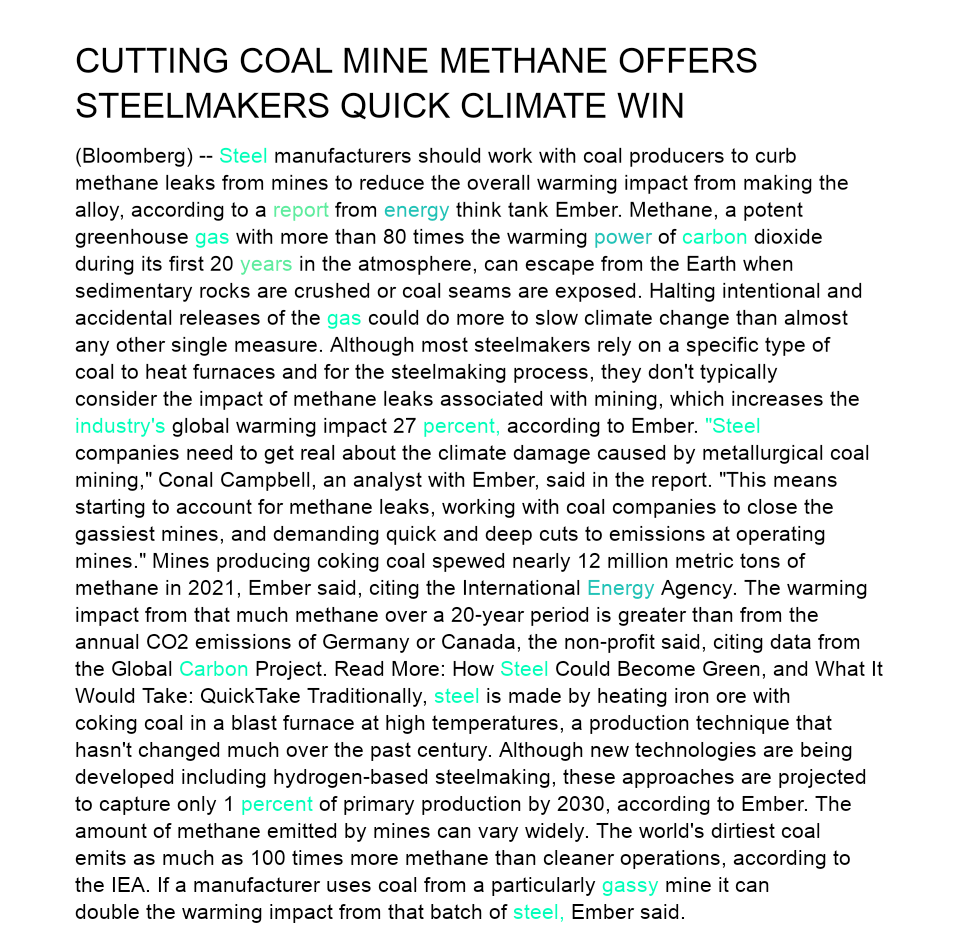 CUTTING COAL MINE METHANE OFFERS
STEELMAKERS QUICK CLIMATE WIN
(Bloomberg) -- Steel manufacturers should work with coal producers to curb
methane leaks from mines to reduce the overall warming impact from making the
alloy, according to a report from energy think tank Ember. Methane, a potent
greenhouse gas with more than 80 times the warming power of carbon dioxide
during its first 20 years in the atmosphere, can escape from the Earth when
sedimentary rocks are crushed or coal seams are exposed. Halting intentional and
accidental releases of the gas could do more to slow climate change than almost
any other single measure. Although most steelmakers rely on a specific type of
coal to heat furnaces and for the steelmaking process, they don't typically
consider the impact of methane leaks associated with mining, which increases the
industry's global warming impact 27 percent, according to Ember. "Steel
companies need to get real about the climate damage caused by metallurgical coal
mining," Conal Campbell, an analyst with Ember, said in the report. "This means
starting to account for methane leaks, working with coal companies to close the
gassiest mines, and demanding quick and deep cuts to emissions at operating
mines." Mines producing coking coal spewed nearly 12 million metric tons of
methane in 2021, Ember said, citing the International Energy Agency. The warming
impact from that much methane over a 20-year period is greater than from the
annual CO2 emissions of Germany or Canada, the non-profit said, citing data from
the Global Carbon Project. Read More: How Steel Could Become Green, and What It
Would Take: QuickTake Traditionally, steel is made by heating iron ore with
coking coal in a blast furnace at high temperatures, a production technique that
hasn't changed much over the past century. Although new technologies are being
developed including hydrogen-based steelmaking, these approaches are projected
to capture only 1 percent of primary production by 2030, according to Ember. The
amount of methane emitted by mines can vary widely. The world's dirtiest coal
emits as much as 100 times more methane than cleaner operations, according to
the IEA. If a manufacturer uses coal from a particularly gassy mine it can
double the warming impact from that batch of steel, Ember said.